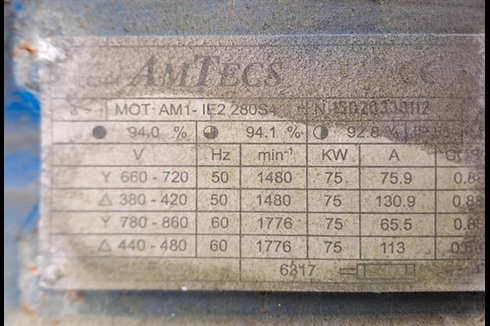 AMTECS CE
3~ MOT AM1-IE2 280S4 N
94.0 % 94.1 % 92.8 %
V Hz min⁻¹ KW A
Y 660 - 720 50 1480 75 75.9
Δ 380 - 420 50 1480 75 130.9
Y 780 - 860 60 1776 75 65.5
Δ 440 - 480 60 1776 75 113
6317